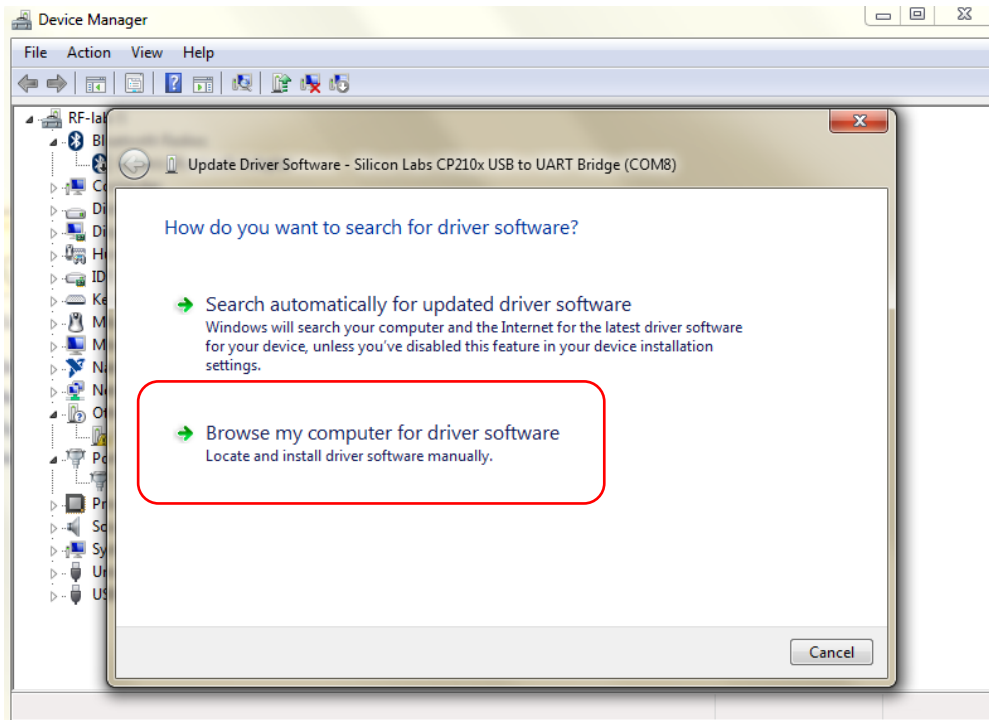 Device Manager
File Action View Help
RF-lab
Update Driver Software - Silicon Labs CP210x USB to UART Bridge (COM8)
How do you want to search for driver software?
Search automatically for updated driver software
Windows will search your computer and the Internet for the latest driver software
for your device, unless you've disabled this feature in your device installation
settings.
Browse my computer for driver software
Locate and install driver software manually.
Cancel